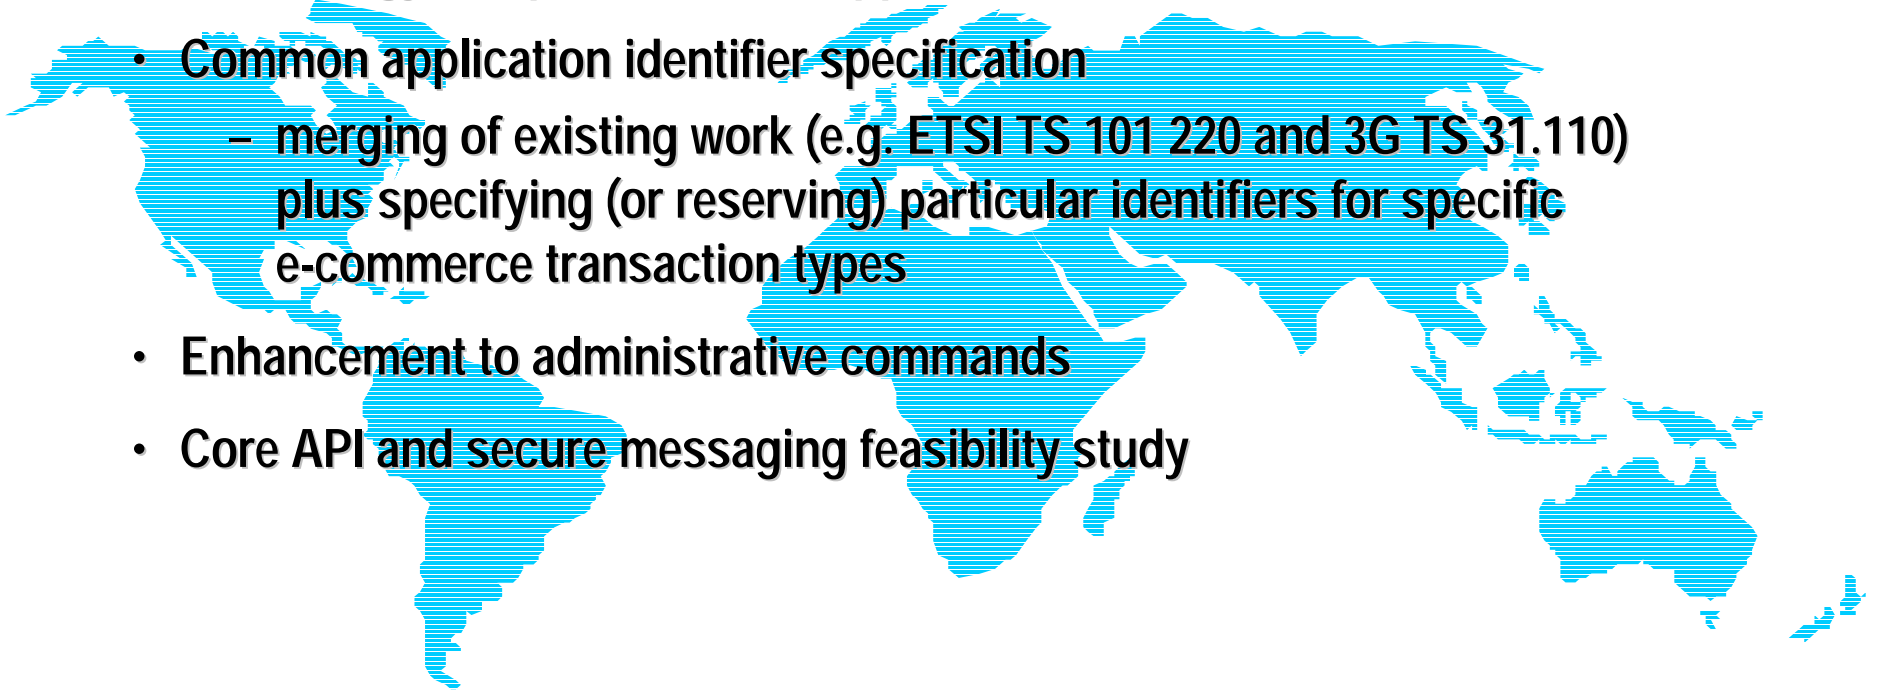 • Common application identifier specification
– merging of existing work (e.g. ETSI TS 101 220 and 3G TS 31.110)
plus specifying (or reserving) particular identifiers for specific
e-commerce transaction types
• Enhancement to administrative commands
• Core API and secure messaging feasibility study